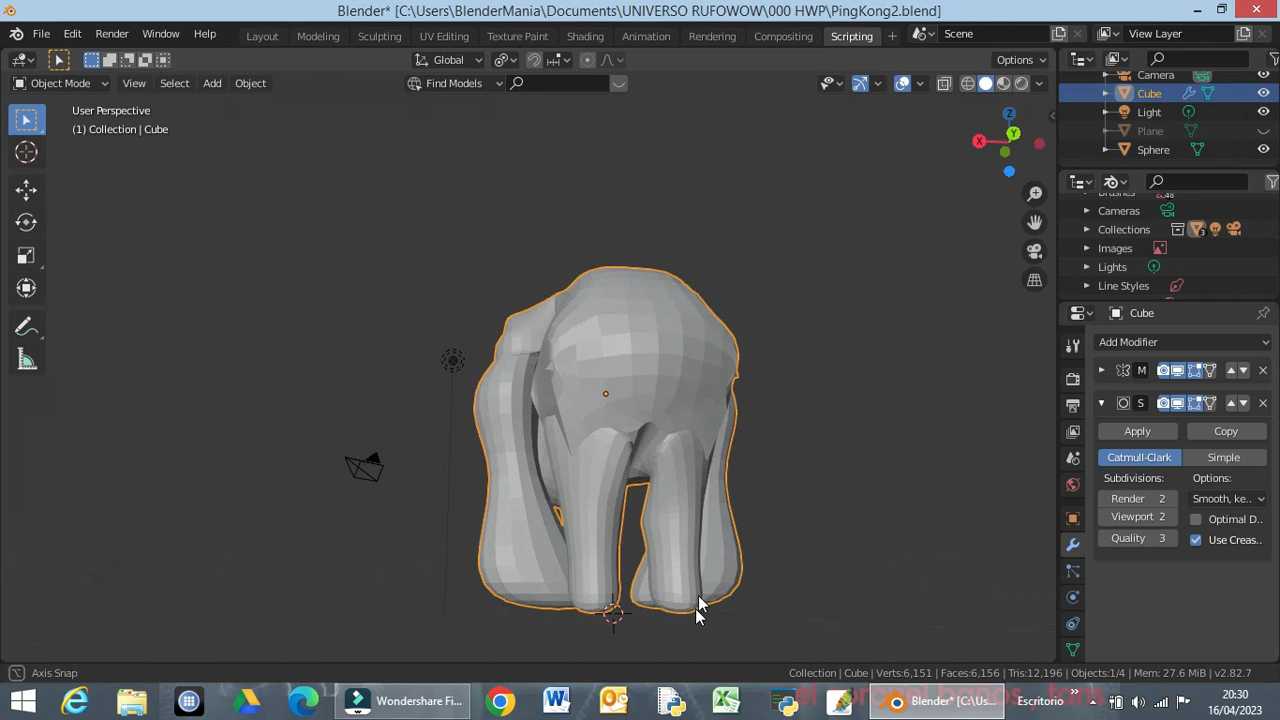 Blender* [C:\Users\BlenderMania\Documents\UNIVERSO RUFOWOW\000 HWP\PingKong2.blend]
File Edit Render Window Help Layout Modeling Sculpting UV Editing Texture Paint Shading Animation Rendering Compositing Scripting + Scene View Layer
Global Options
Object Mode View Select Add Object Find Models
User Perspective
(1) Collection | Cube
Z
Y
X
Camera
Cube
Light
Plane
Sphere
Brushes 48
Cameras
Collections 3
Images
Lights
Line Styles
Cube
Add Modifier
M
S
Apply Copy
Catmull-Clark Simple
Subdivisions: Options:
Render 2 Smooth, ke..
Viewport 2 Optimal D..
Quality 3 Use Creas..
Axis Snap Collection | Cube | Verts:6,151 | Faces:6,156 | Tris:12,196 | Objects:1/4 | Mem: 27.6 MiB | v2.82.7
Wondershare Fi... Blender* [C:\Us... Escritorio » 20:30
16/04/2023